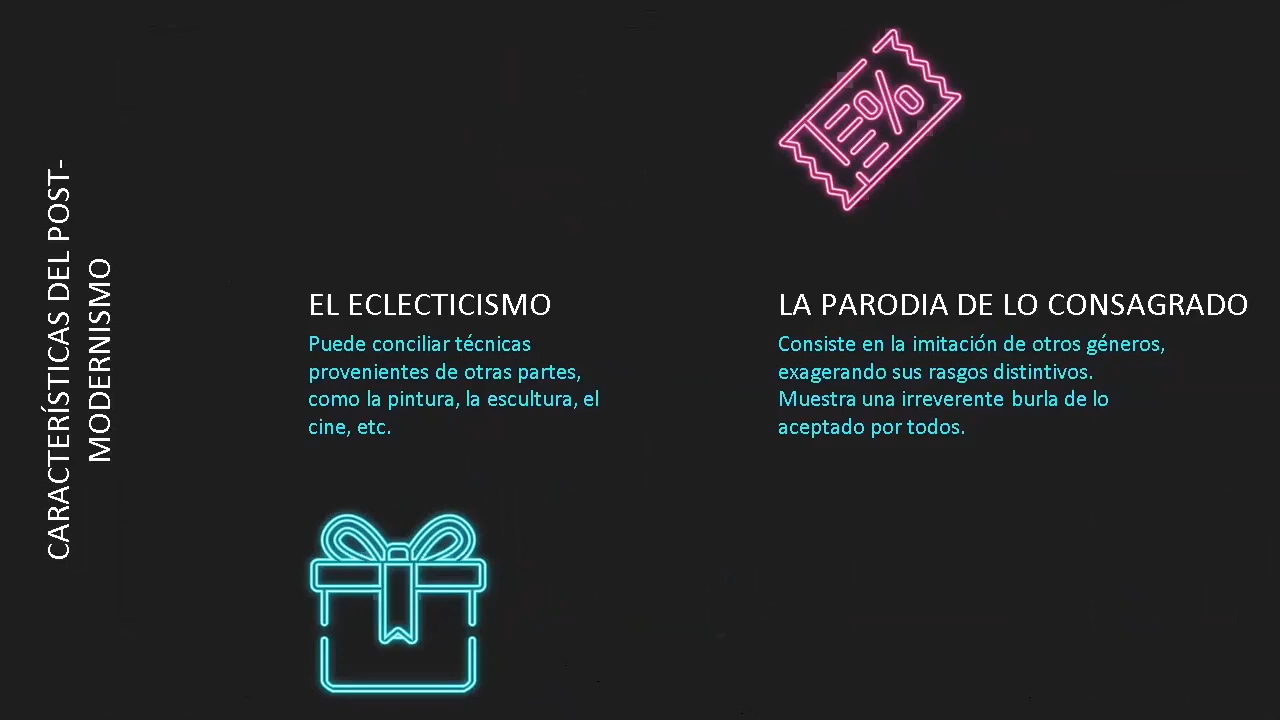 CARACTERÍSTICAS DEL POST-
MODERNISMO
EL ECLECTICISMO
Puede conciliar técnicas
provenientes de otras partes,
como la pintura, la escultura, el
cine, etc.
LA PARODIA DE LO CONSAGRADO
Consiste en la imitación de otros géneros,
exagerando sus rasgos distintivos.
Muestra una irreverente burla de lo
aceptado por todos.
%